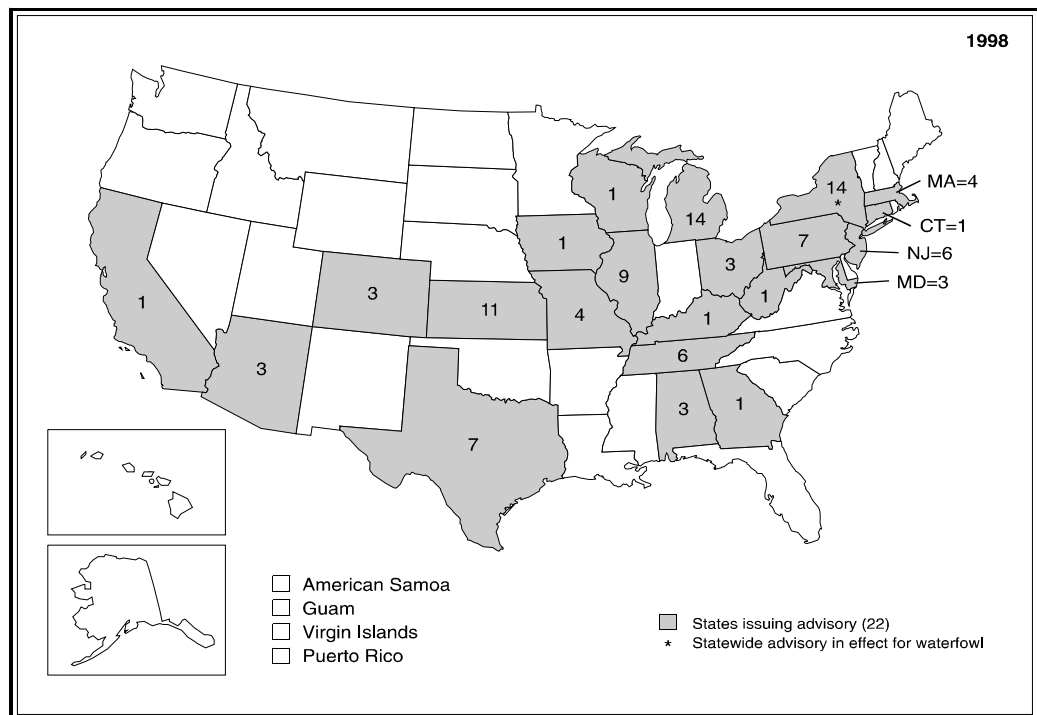 1998
1
14
14
*
MA=4
CT=1
NJ=6
MD=3
7
1
3
9
1
3
11
4
1
1
3
6
7
3
1
American Samoa
Guam
Virgin Islands
Puerto Rico
States issuing advisory (22)
* Statewide advisory in effect for waterfowl